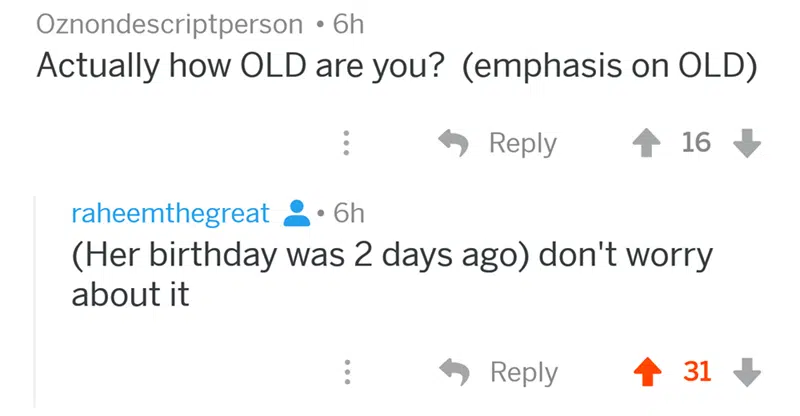 Oznondescriptperson • 6h
Actually how OLD are you? (emphasis on OLD)
Reply 16
raheemthegreat • 6h
(Her birthday was 2 days ago) don't worry
about it
Reply 31